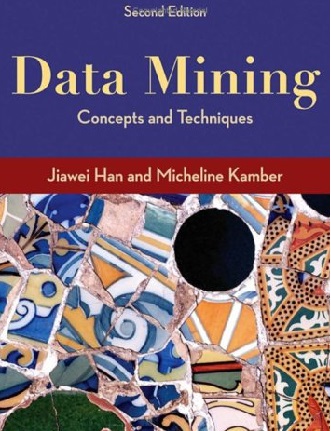 Second Edition
Data Mining
Concepts and Techniques
Jiawei Han and Micheline Kamber